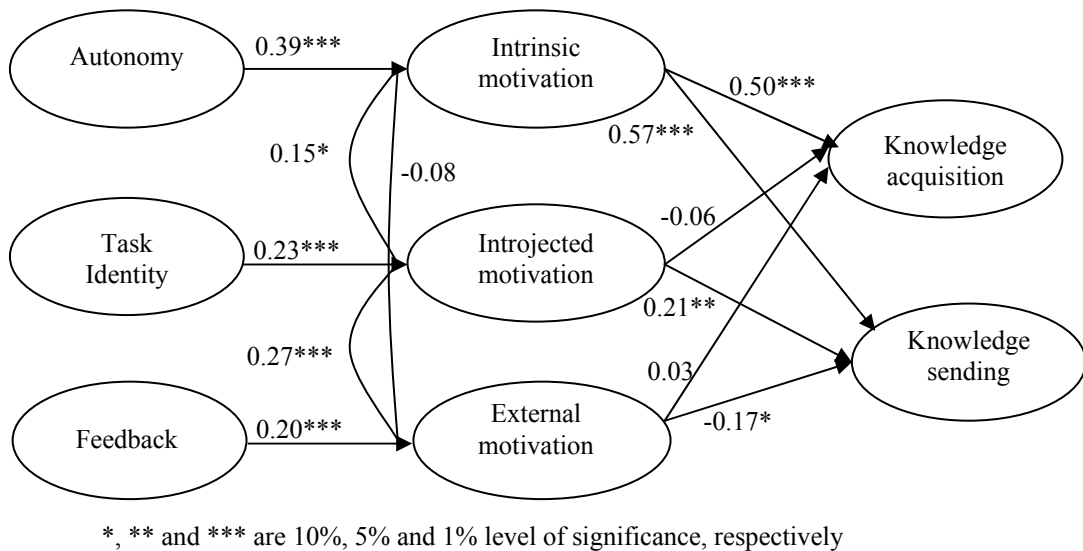 Autonomy
0.39***
Intrinsic
motivation
0.50***
0.57***
Knowledge
acquisition
0.15*
-0.08
-0.06
Task
Identity
0.23***
Introjected
motivation
0.21**
Knowledge
sending
0.27***
0.03
Feedback
0.20***
External
motivation
-0.17*
*, ** and *** are 10%, 5% and 1% level of significance, respectively